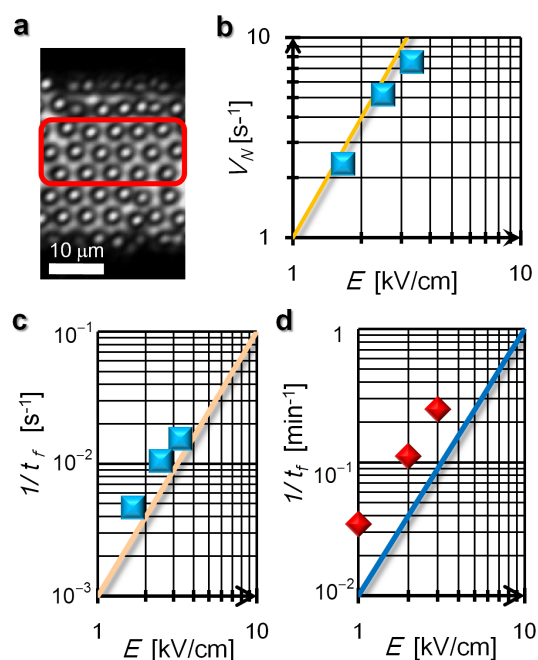 a
10 μm
b
10
V_N [s⁻¹]
1
1
10
E [kV/cm]
c
10⁻¹
1/t_f [s⁻¹]
10⁻²
10⁻³
1
10
E [kV/cm]
d
1
1/t_f [min⁻¹]
10⁻¹
10⁻²
1
10
E [kV/cm]